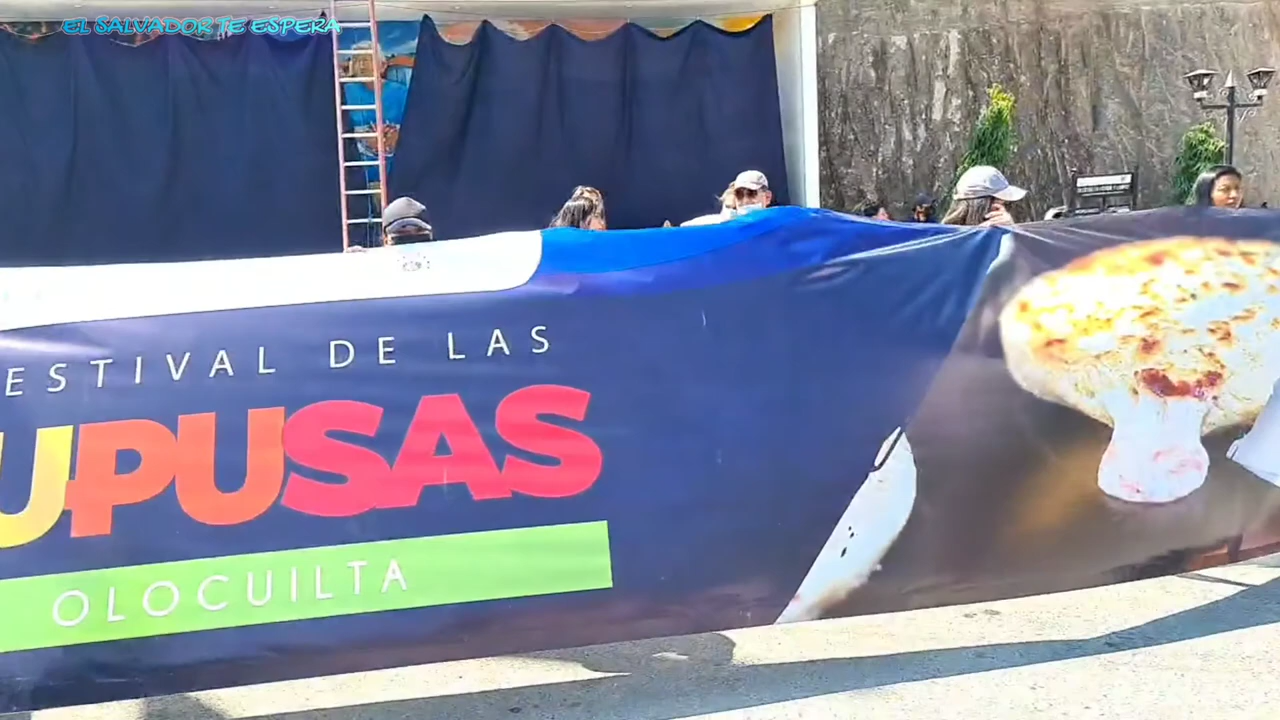 EL SALVADOR TE ESPERA
ESTIVAL DE LAS
UPUSAS
OLOCUILTA